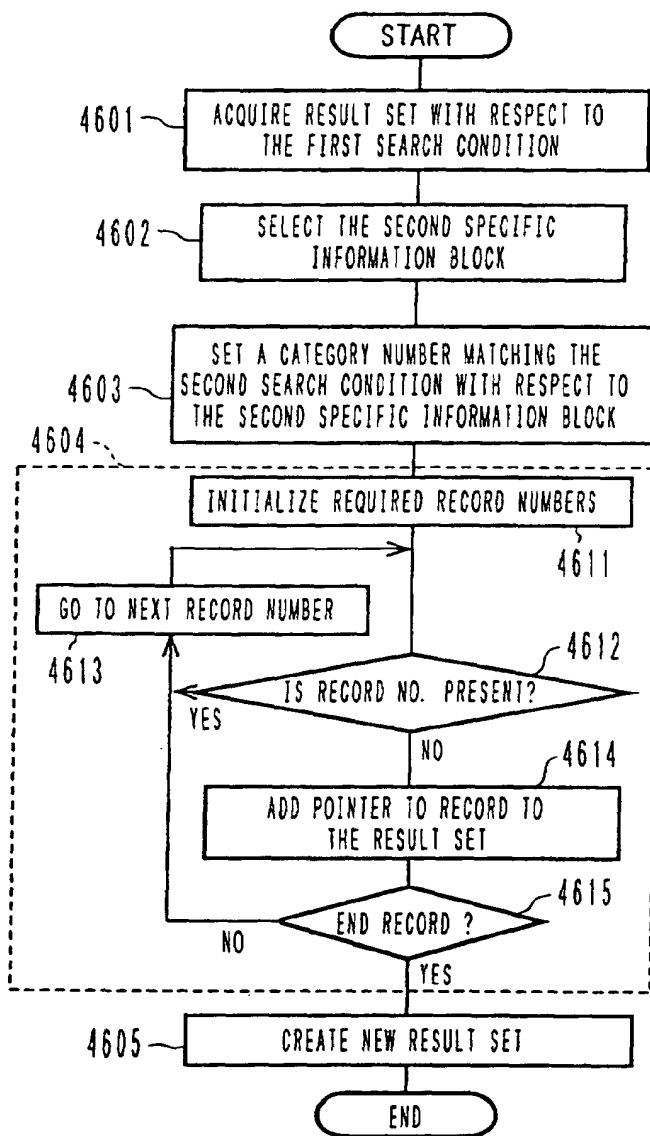 START
4601
ACQUIRE RESULT SET WITH RESPECT TO
THE FIRST SEARCH CONDITION
4602
SELECT THE SECOND SPECIFIC
INFORMATION BLOCK
4603
SET A CATEGORY NUMBER MATCHING THE
SECOND SEARCH CONDITION WITH RESPECT TO
THE SECOND SPECIFIC INFORMATION BLOCK
4604
INITIALIZE REQUIRED RECORD NUMBERS
4611
GO TO NEXT RECORD NUMBER
4613
4612
IS RECORD NO. PRESENT?
YES
NO
4614
ADD POINTER TO RECORD TO
THE RESULT SET
4615
END RECORD ?
NO
YES
4605
CREATE NEW RESULT SET
END